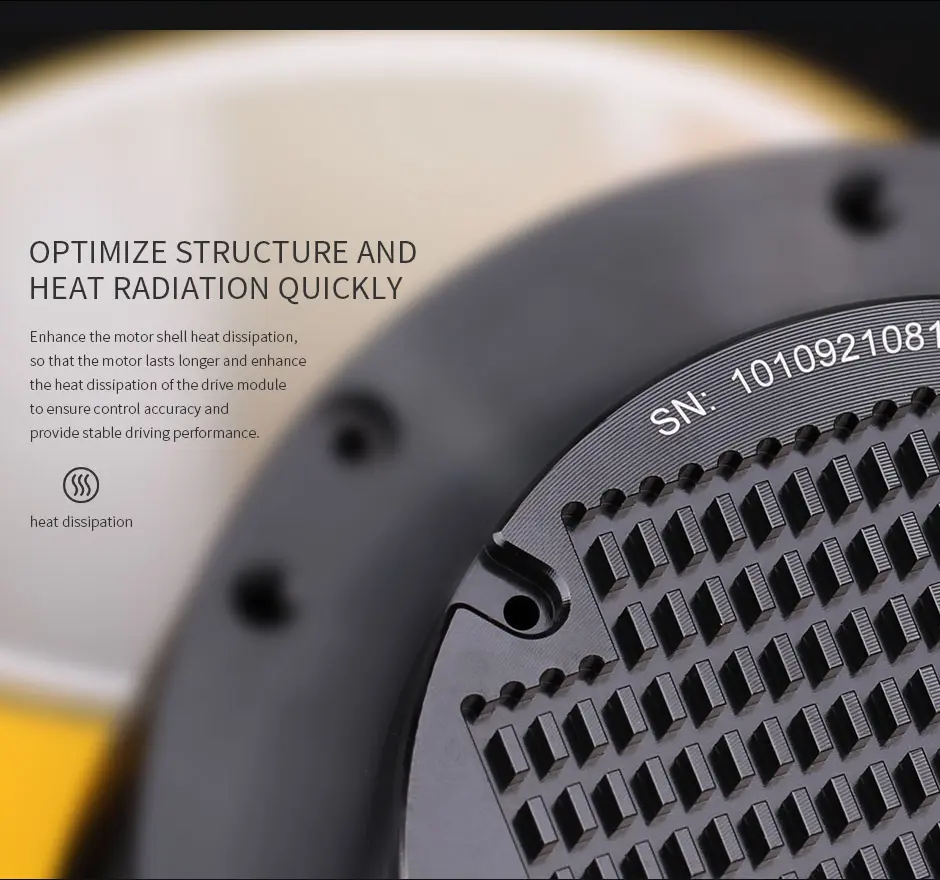 OPTIMIZE STRUCTURE AND
HEAT RADIATION QUICKLY
Enhance the motor shell heat dissipation,
so that the motor lasts longer and enhance
the heat dissipation of the drive module
to ensure control accuracy and
provide stable driving performance.
heat dissipation
SN: 1010921081